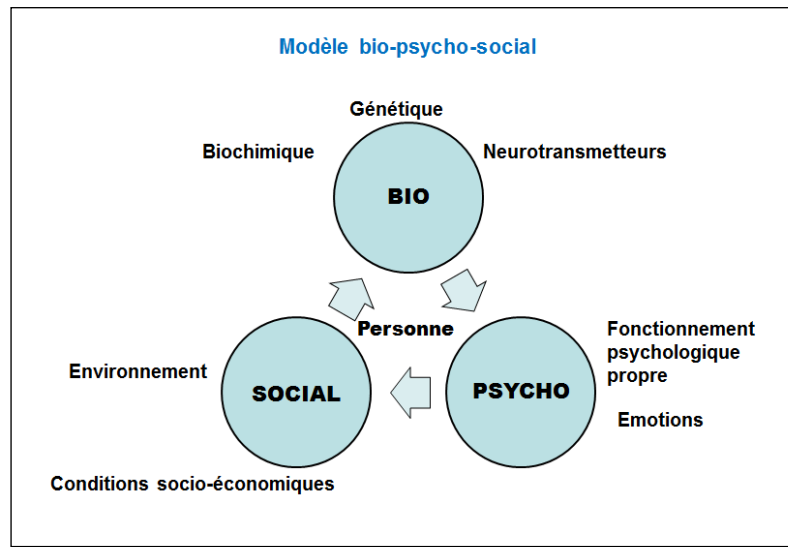 Modèle bio-psycho-social
Génétique
Biochimique
Neurotransmetteurs
BIO
Personne
Fonctionnement
psychologique
propre
Environnement
SOCIAL
PSYCHO
Emotions
Conditions socio-économiques